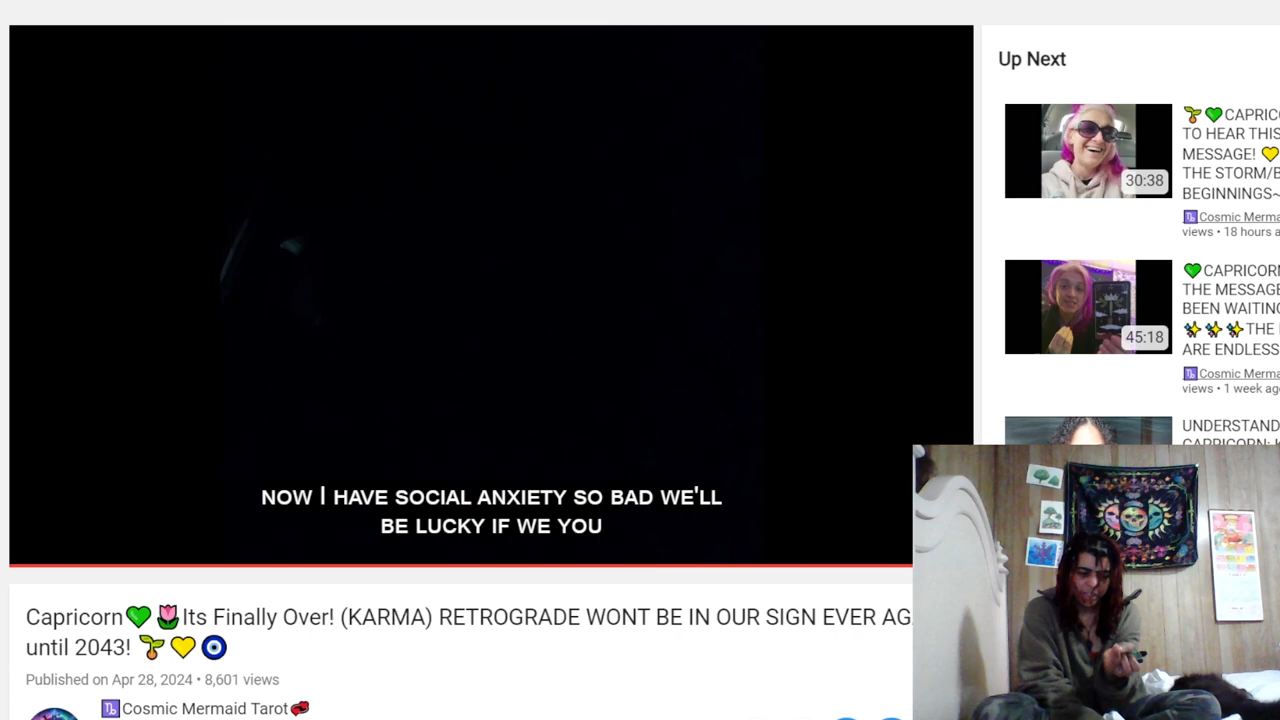 NOW I HAVE SOCIAL ANXIETY SO BAD WE'LL
BE LUCKY IF WE YOU
Capricorn💚🌷Its Finally Over! (KARMA) RETROGRADE WONT BE IN OUR SIGN EVER AG
until 2043! 🌱💛🧿
Published on Apr 28, 2024 • 8,601 views
♑Cosmic Mermaid Tarot💞
Up Next
30:38
🌱💚CAPRIC
TO HEAR THIS
MESSAGE! 💛
THE STORM/B
BEGINNINGS~
♑Cosmic Merma
views • 18 hours a
45:18
💚CAPRICOR
THE MESSAGE
BEEN WAITIN
✨✨✨THE
ARE ENDLESS
♑Cosmic Merma
views • 1 week ag
UNDERSTAND